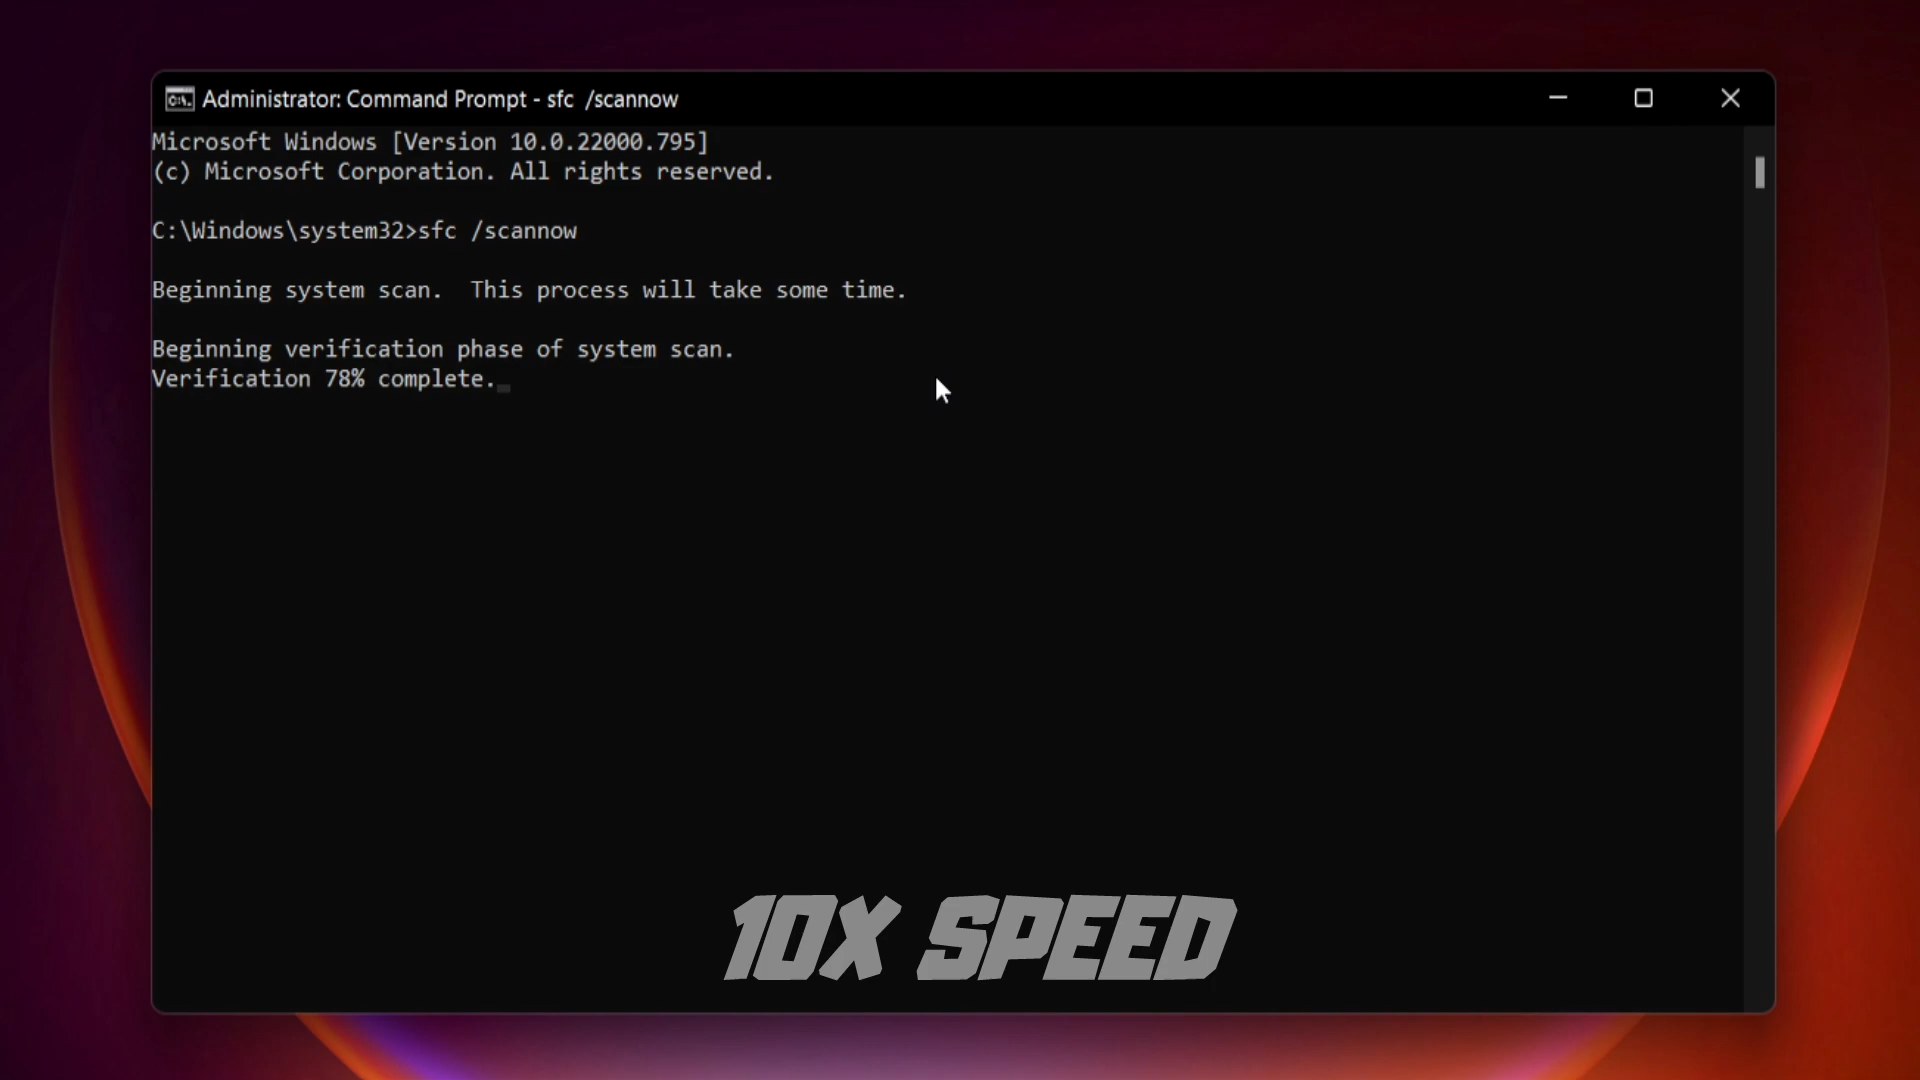 Administrator: Command Prompt - sfc  /scannow
Microsoft Windows [Version 10.0.22000.795]
(c) Microsoft Corporation. All rights reserved.
C:\Windows\system32>sfc /scannow
Beginning system scan.  This process will take some time.
Beginning verification phase of system scan.
Verification 78% complete.
10X SPEED